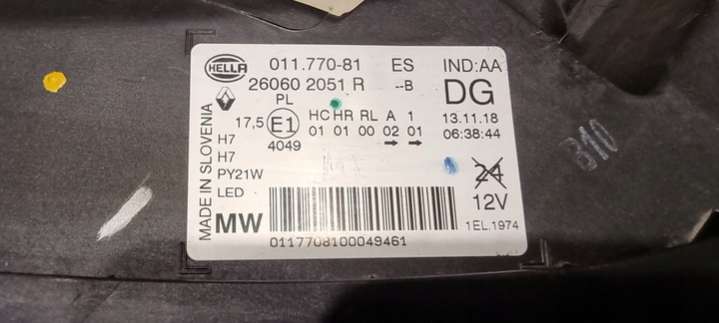 HELLA 011.770-81 ES IND:AA
26060 2051 R --B DG
PL
HC HR RL A 1
13.11.18
17,5 E1 01 01 00 02 01
06:38:44
4049
H7
H7
PY21W
LED
24
12V
MW
1EL.1974
0117708100049461
MADE IN SLOVENIA
310